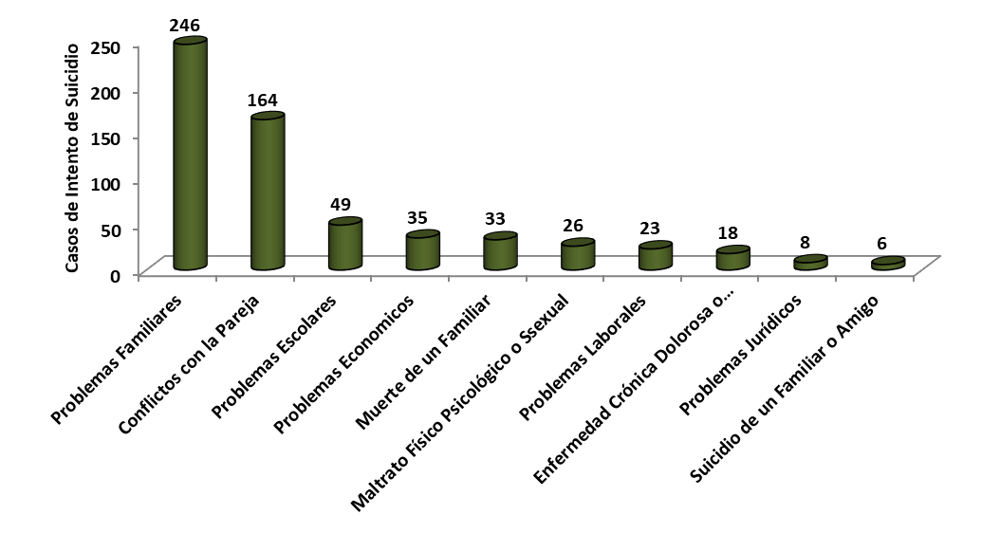 Casos de Intento de Suicidio
250
200
150
100
50
0
246
164
49
35
33
26
23
18
8
6
Problemas Familiares
Conflictos con la Pareja
Problemas Escolares
Problemas Economicos
Muerte de un Familiar
Maltrato Físico Psicológico o Ssexual
Problemas Laborales
Enfermedad Crónica Dolorosa o...
Problemas Jurídicos
Suicidio de un Familiar o Amigo